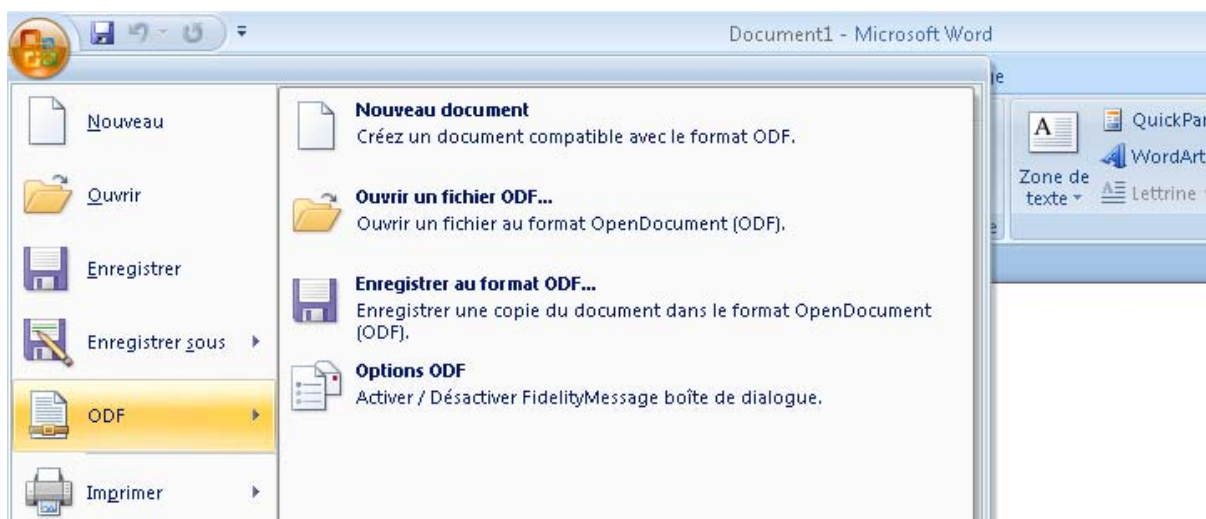 Document1 - Microsoft Word
Nouveau
Ouvrir
Enregistrer
Enregistrer sous
ODF
Imprimer
Nouveau document
Créez un document compatible avec le format ODF.
Ouvrir un fichier ODF...
Ouvrir un fichier au format OpenDocument (ODF).
Enregistrer au format ODF...
Enregistrer une copie du document dans le format OpenDocument
(ODF).
Options ODF
Activer / Désactiver FidelityMessage boîte de dialogue.
A
Zone de
texte
QuickPar
WordArt
Lettrine